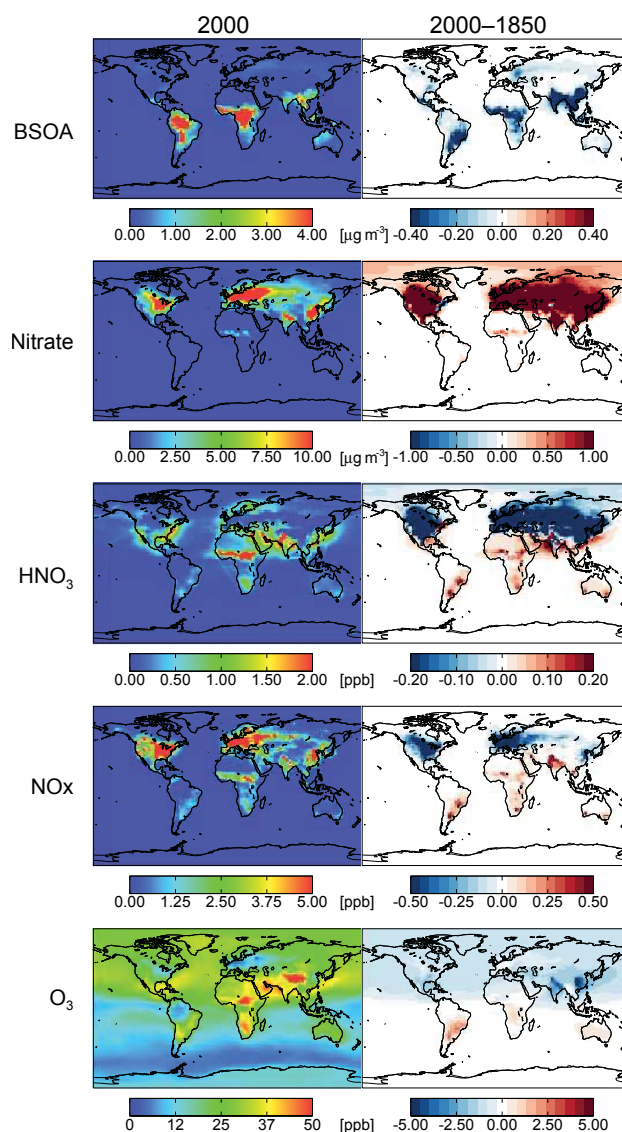 2000 2000–1850
BSOA
0.00 1.00 2.00 3.00 4.00 [µg m⁻³] -0.40 -0.20 0.00 0.20 0.40
Nitrate
0.00 2.50 5.00 7.50 10.00 [µg m⁻³] -1.00 -0.50 0.00 0.50 1.00
HNO₃
0.00 0.50 1.00 1.50 2.00 [ppb] -0.20 -0.10 0.00 0.10 0.20
NOx
0.00 1.25 2.50 3.75 5.00 [ppb] -0.50 -0.25 0.00 0.25 0.50
O₃
0 12 25 37 50 [ppb] -5.00 -2.50 0.00 2.50 5.00